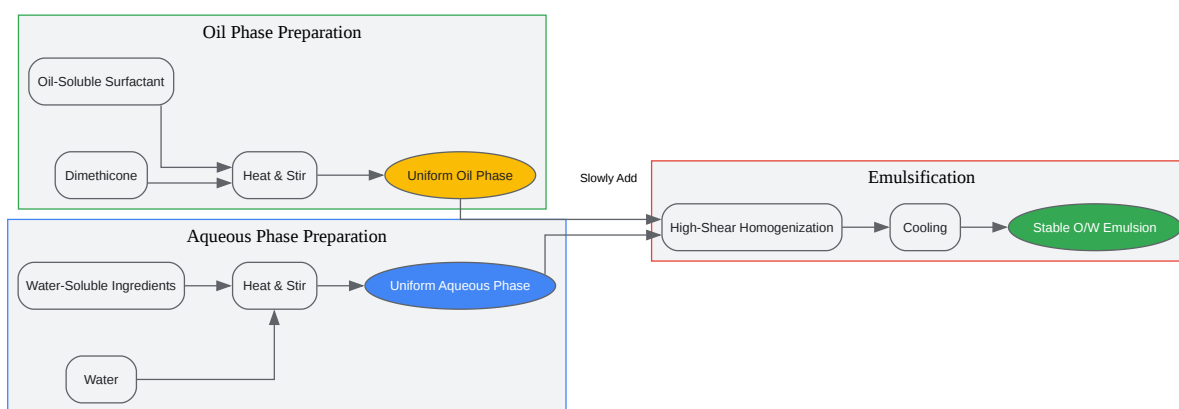 Oil Phase Preparation
Oil-Soluble Surfactant
Dimethicone
Heat & Stir
Uniform Oil Phase
Aqueous Phase Preparation
Water-Soluble Ingredients
Heat & Stir
Uniform Aqueous Phase
Water
Slowly Add
Emulsification
High-Shear Homogenization
Cooling
Stable O/W Emulsion